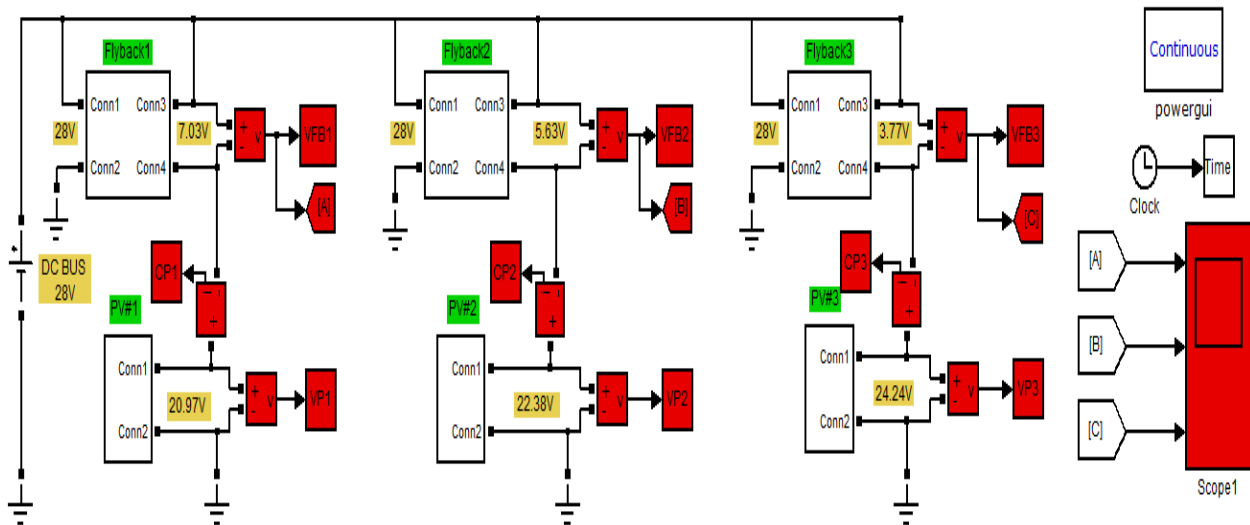 Flyback1
Flyback2
Flyback3
Continuous
powergui
Conn1
Conn3
Conn2
Conn4
28V
7.03V
+
-
v
VFB1
[A]
Conn1
Conn3
Conn2
Conn4
28V
5.63V
+
-
v
VFB2
[B]
Conn1
Conn3
Conn2
Conn4
28V
3.77V
+
-
v
VFB3
[C]
Clock
Time
+
DC BUS
28V
CP1
-
+
CP2
-
+
CP3
-
+
PV#1
Conn1
Conn2
20.97V
+
-
v
VP1
PV#2
Conn1
Conn2
22.38V
+
-
v
VP2
PV#3
Conn1
Conn2
24.24V
+
-
v
VP3
[A]
[B]
[C]
Scope1